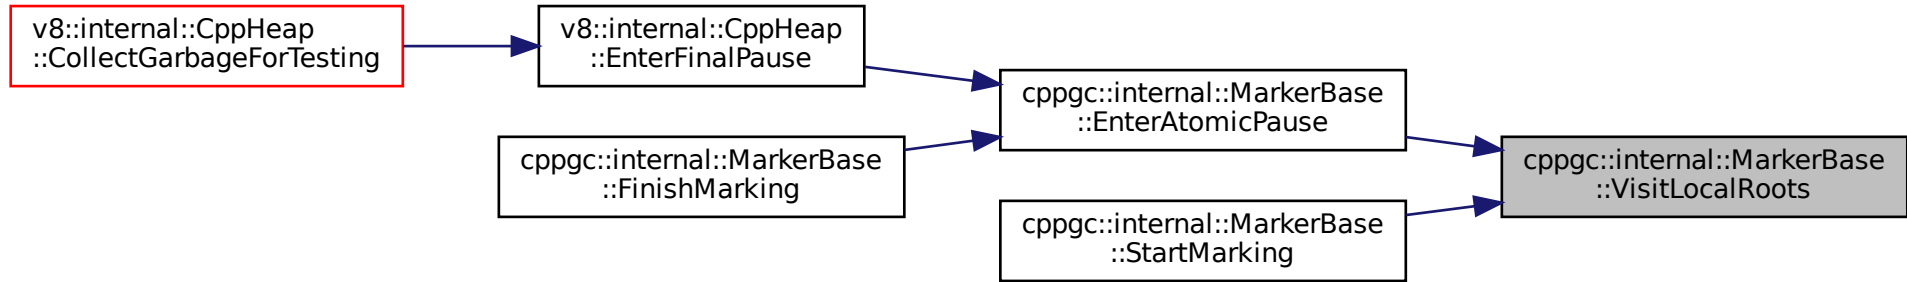 v8::internal::CppHeap
::CollectGarbageForTesting
v8::internal::CppHeap
::EnterFinalPause
cppgc::internal::MarkerBase
::FinishMarking
cppgc::internal::MarkerBase
::EnterAtomicPause
cppgc::internal::MarkerBase
::StartMarking
cppgc::internal::MarkerBase
::VisitLocalRoots